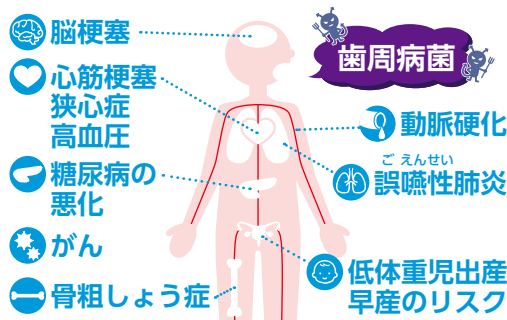 脳梗塞
心筋梗塞
狭心症
高血圧
糖尿病の
悪化
がん
骨粗しょう症
歯周病菌
動脈硬化
ご えんせい
誤嚥性肺炎
低体重児出産
早産のリスク